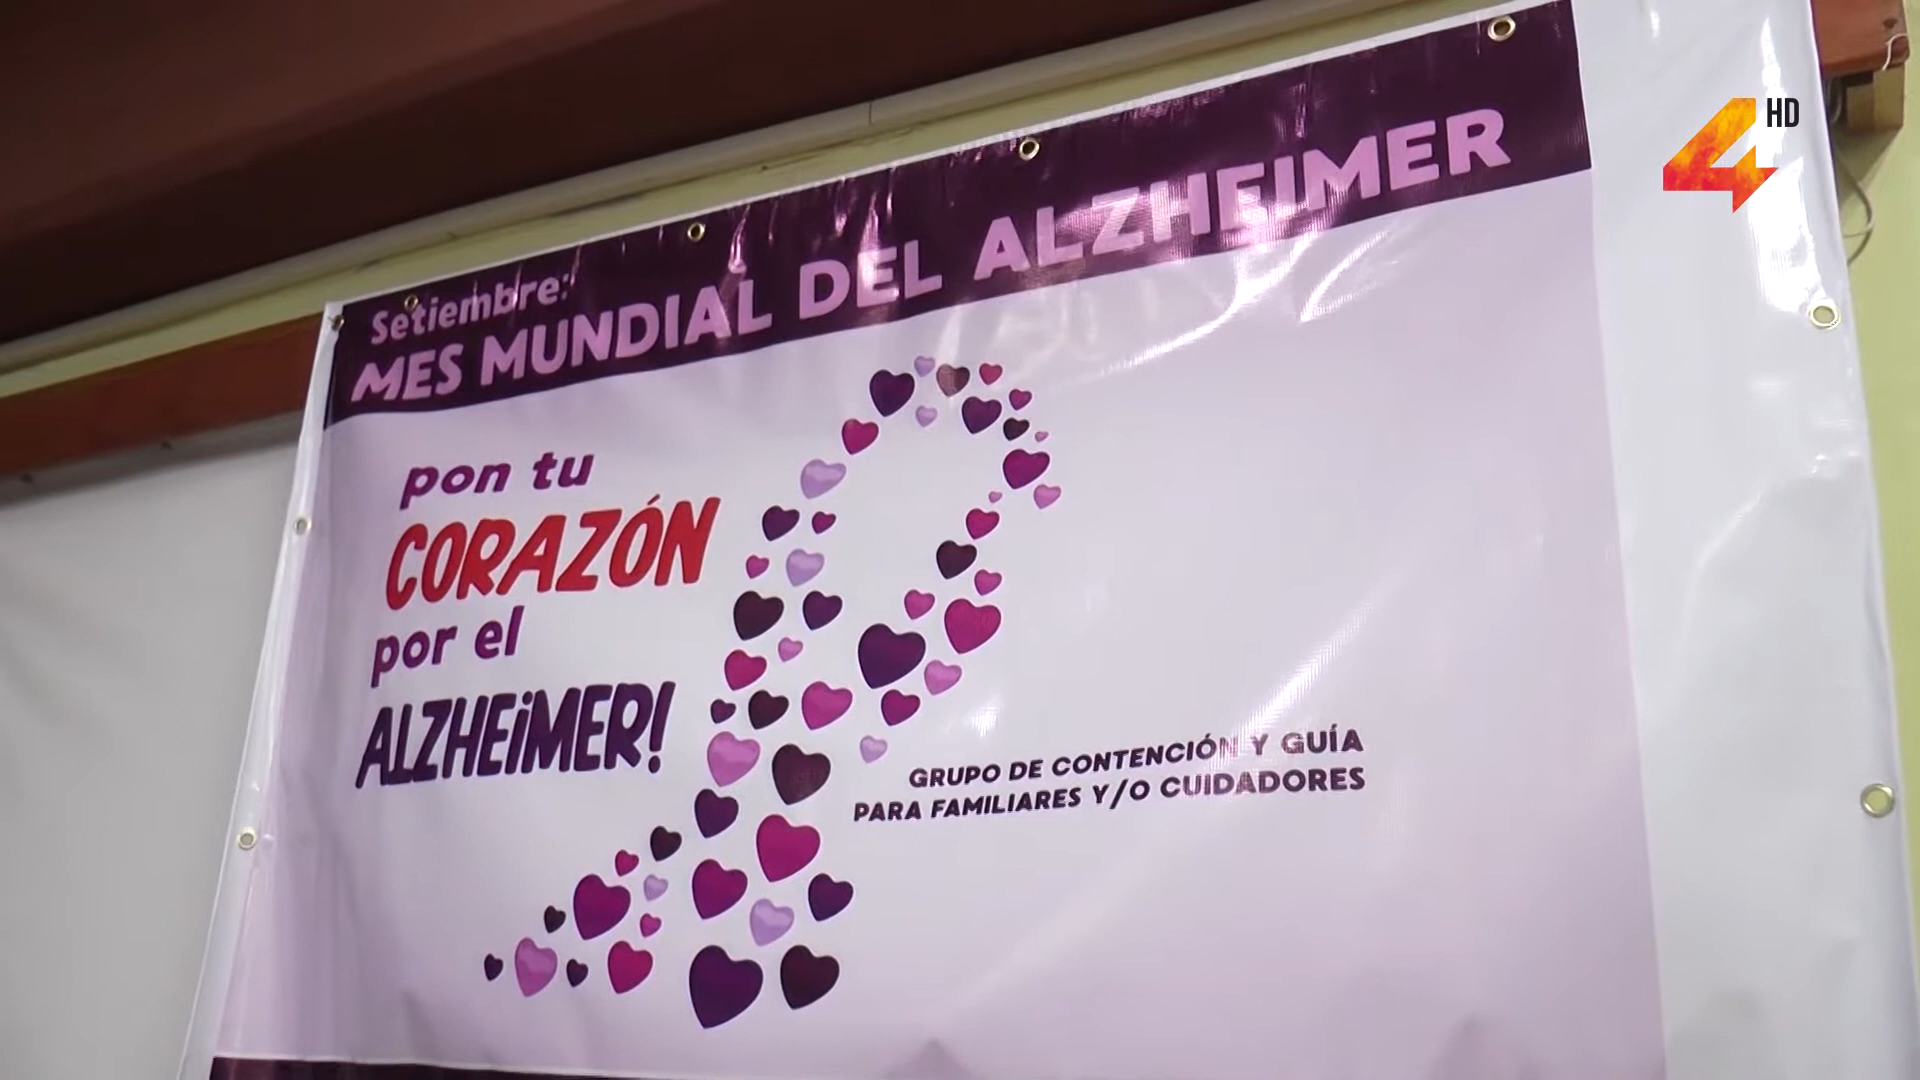 Setiembre:
MES MUNDIAL DEL ALZHEIMER
pon tu
CORAZÓN
por el
ALZHEiMER!
GRUPO DE CONTENCIÓN Y GUÍA
PARA FAMILIARES Y/O CUIDADORES
4 HD